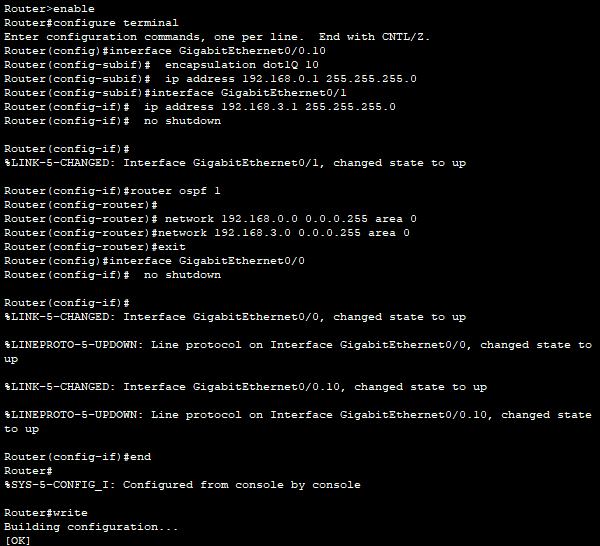 Router>enable
Router#configure terminal
Enter configuration commands, one per line.  End with CNTL/Z.
Router(config)#interface GigabitEthernet0/0.10
Router(config-subif)#  encapsulation dot1Q 10
Router(config-subif)#  ip address 192.168.0.1 255.255.255.0
Router(config-subif)#interface GigabitEthernet0/1
Router(config-if)#  ip address 192.168.3.1 255.255.255.0
Router(config-if)#  no shutdown
Router(config-if)#
%LINK-5-CHANGED: Interface GigabitEthernet0/1, changed state to up
Router(config-if)#router ospf 1
Router(config-router)#
Router(config-router)# network 192.168.0.0 0.0.0.255 area 0
Router(config-router)#network 192.168.3.0 0.0.0.255 area 0
Router(config-router)#exit
Router(config)#interface GigabitEthernet0/0
Router(config-if)#  no shutdown
Router(config-if)#
%LINK-5-CHANGED: Interface GigabitEthernet0/0, changed state to up
%LINEPROTO-5-UPDOWN: Line protocol on Interface GigabitEthernet0/0, changed state to
up
%LINK-5-CHANGED: Interface GigabitEthernet0/0.10, changed state to up
%LINEPROTO-5-UPDOWN: Line protocol on Interface GigabitEthernet0/0.10, changed state
to up
Router(config-if)#end
Router#
%SYS-5-CONFIG_I: Configured from console by console
Router#write
Building configuration...
[OK]